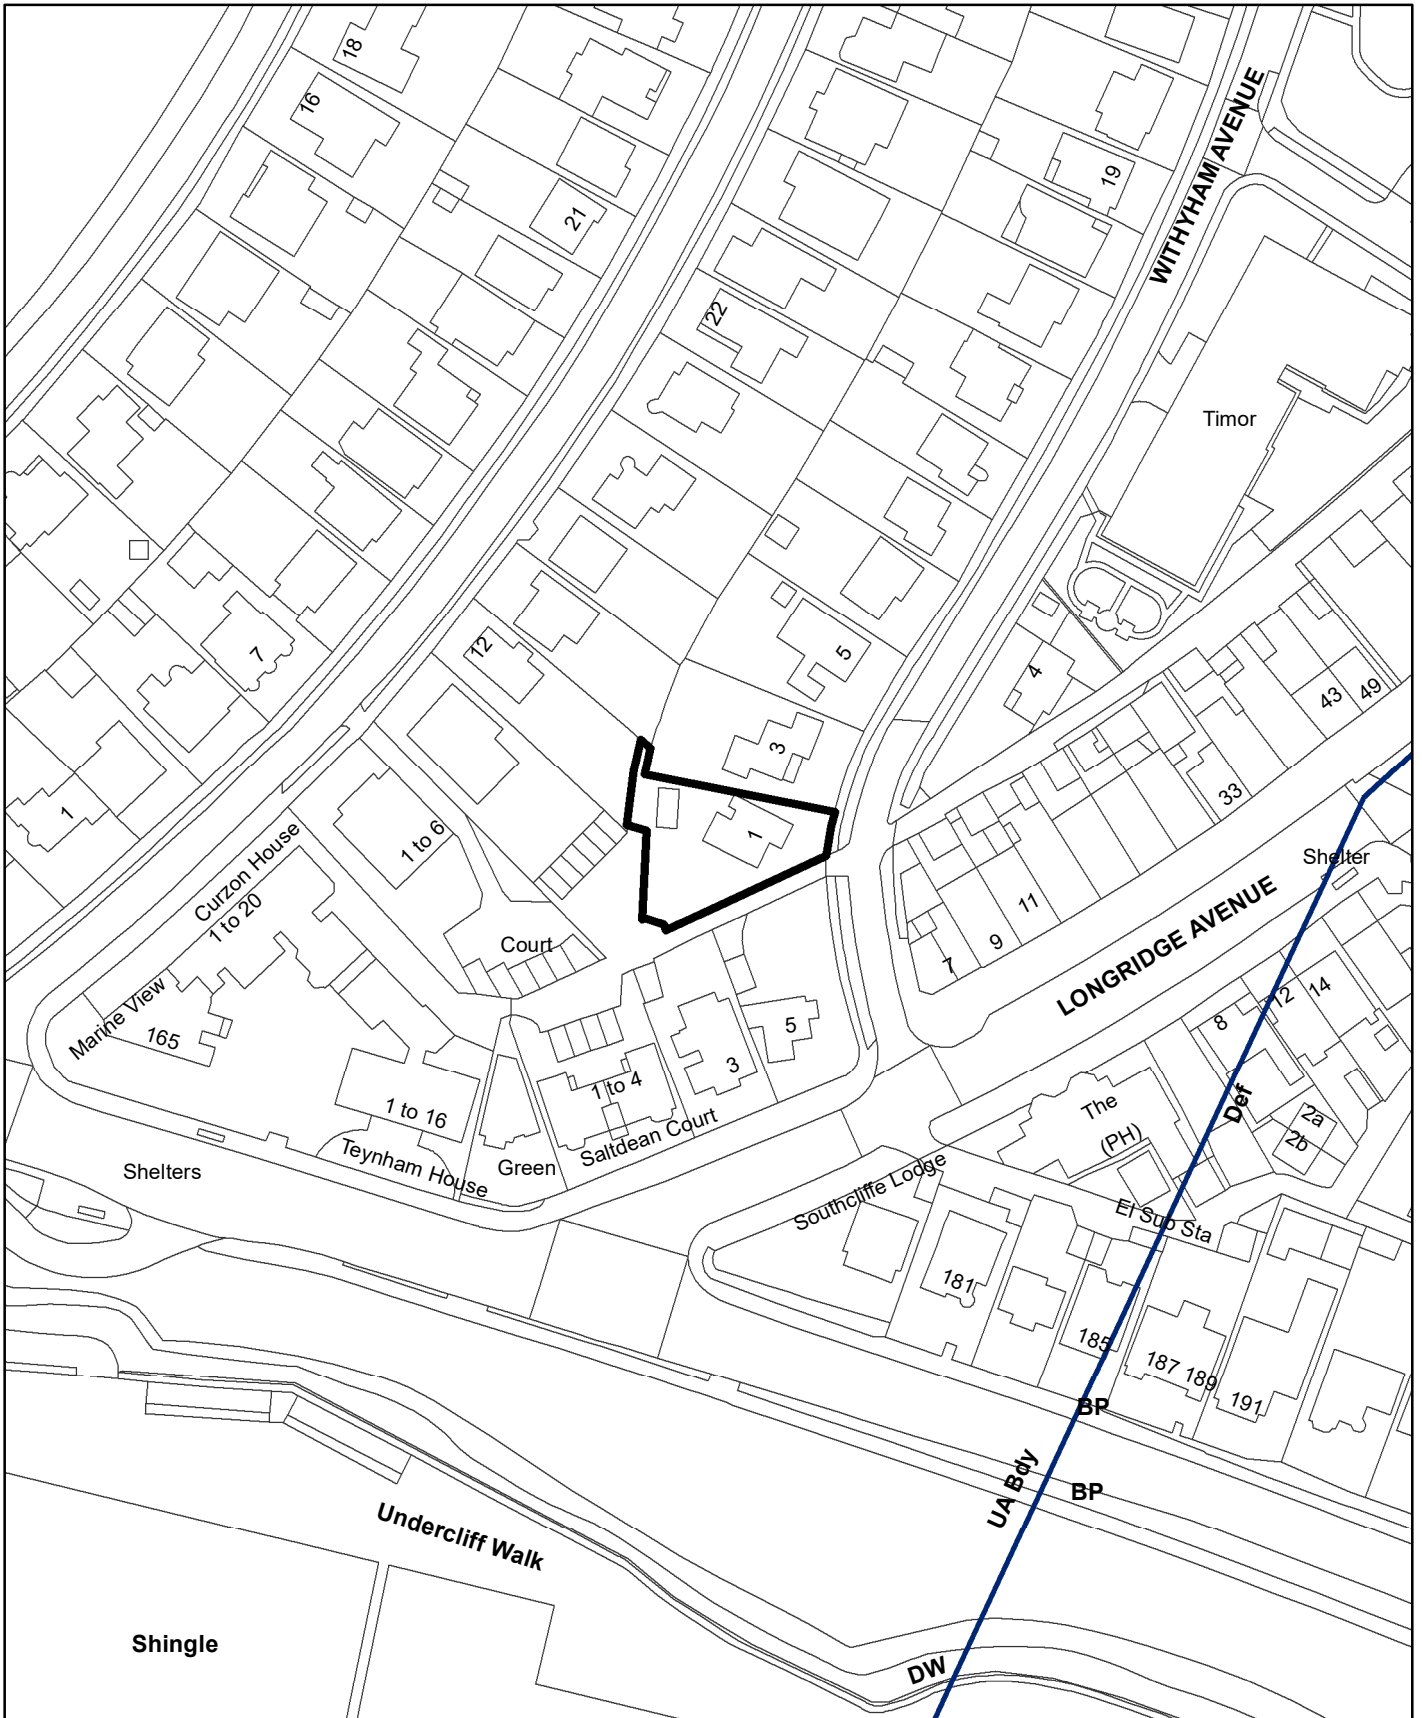 18
16
WITHYHAM AVENUE
19
21
22
Timor
12
7
5
4
43
49
3
33
1
1
1 to 6
Shelter
Curzon House
1 to 20
11
LONGRIDGE AVENUE
Court
9
7
Marine View
165
14
12
8
5
3
1 to 4
1 to 16
Saltdean Court
The
(PH)
Def
2a
2b
Teynham House
Green
Shelters
Southcliffe Lodge
El Sub Sta
181
185
187 189
191
BP
BP
UA Bdy
Undercliff Walk
Shingle
DW